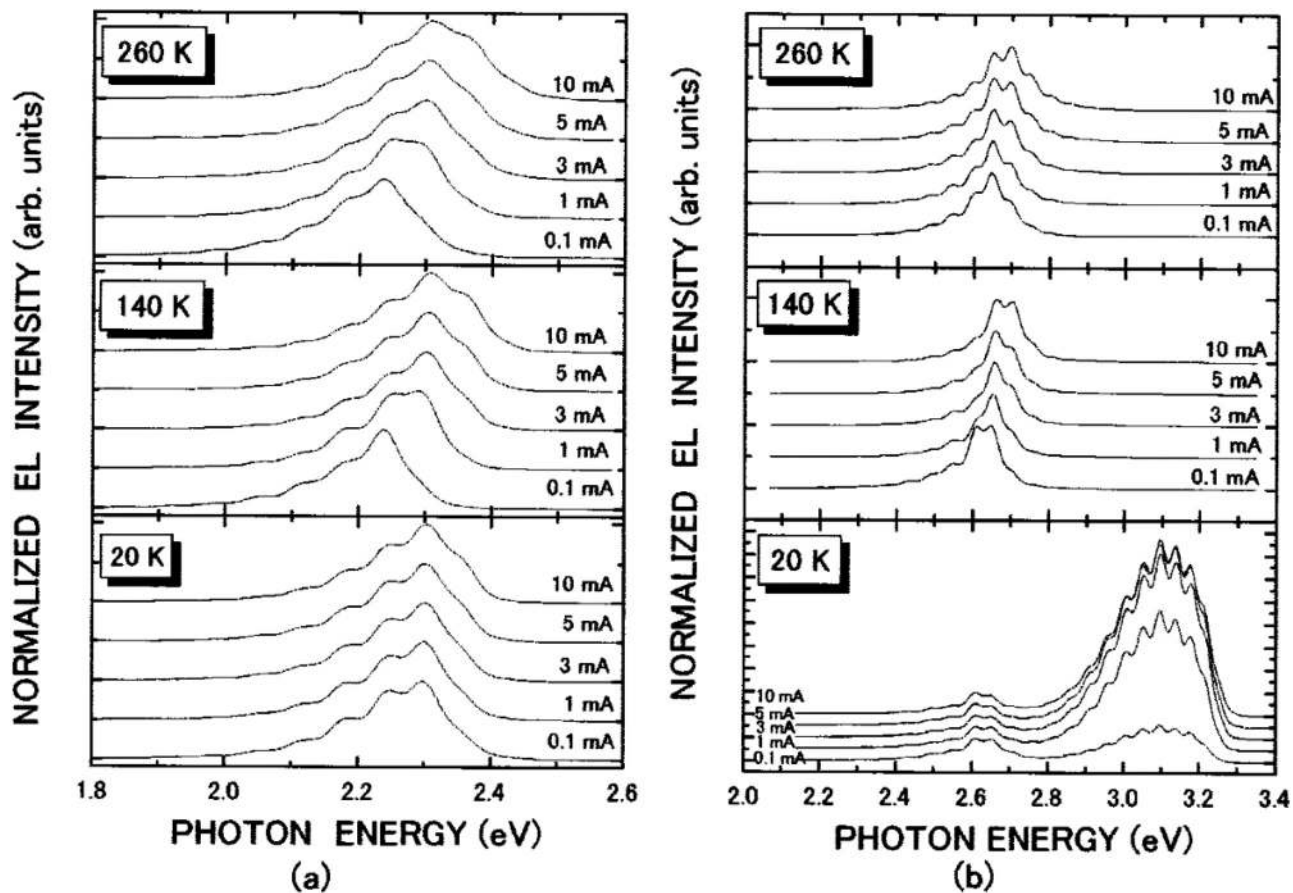 NORMALIZED EL INTENSITY (arb. units)
260 K
10 mA
5 mA
3 mA
1 mA
0.1 mA
140 K
10 mA
5 mA
3 mA
1 mA
0.1 mA
20 K
10 mA
5 mA
3 mA
1 mA
0.1 mA
1.8 2.0 2.2 2.4 2.6
PHOTON ENERGY (eV)
(a)
NORMALIZED EL INTENSITY (arb. units)
260 K
10 mA
5 mA
3 mA
1 mA
0.1 mA
140 K
10 mA
5 mA
3 mA
1 mA
0.1 mA
20 K
10 mA
5 mA
3 mA
1 mA
0.1 mA
2.0 2.2 2.4 2.6 2.8 3.0 3.2 3.4
PHOTON ENERGY (eV)
(b)